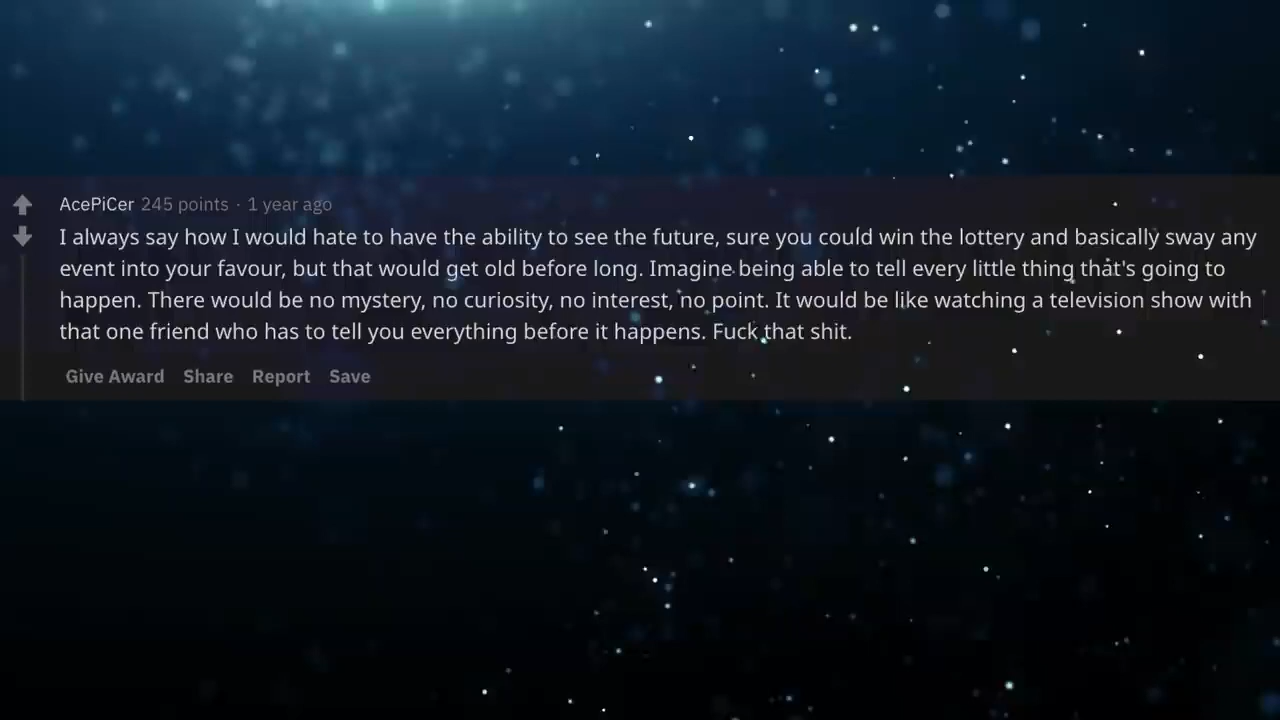 AcePiCer 245 points · 1 year ago
I always say how I would hate to have the ability to see the future, sure you could win the lottery and basically sway any
event into your favour, but that would get old before long. Imagine being able to tell every little thing that's going to
happen. There would be no mystery, no curiosity, no interest, no point. It would be like watching a television show with
that one friend who has to tell you everything before it happens. Fuck that shit.
Give Award Share Report Save